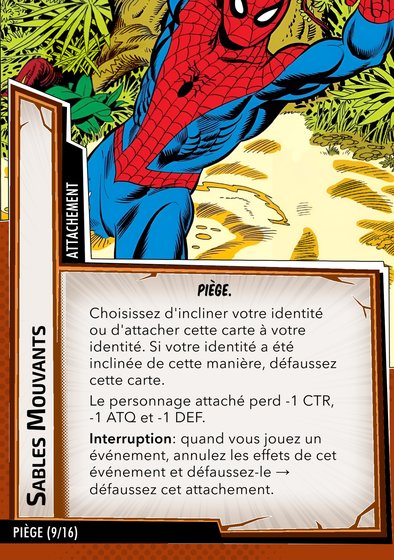 ATTACHEMENT
SABLES MOUVANTS
PIÈGE.
Choisissez d'incliner votre identité
ou d'attacher cette carte à votre
identité. Si votre identité a été
inclinée de cette manière, défaussez
cette carte.
Le personnage attaché perd -1 CTR,
-1 ATQ et -1 DEF.
Interruption: quand vous jouez un
événement, annulez les effets de cet
événement et défaussez-le →
défaussez cet attachement.
PIÈGE (9/16)